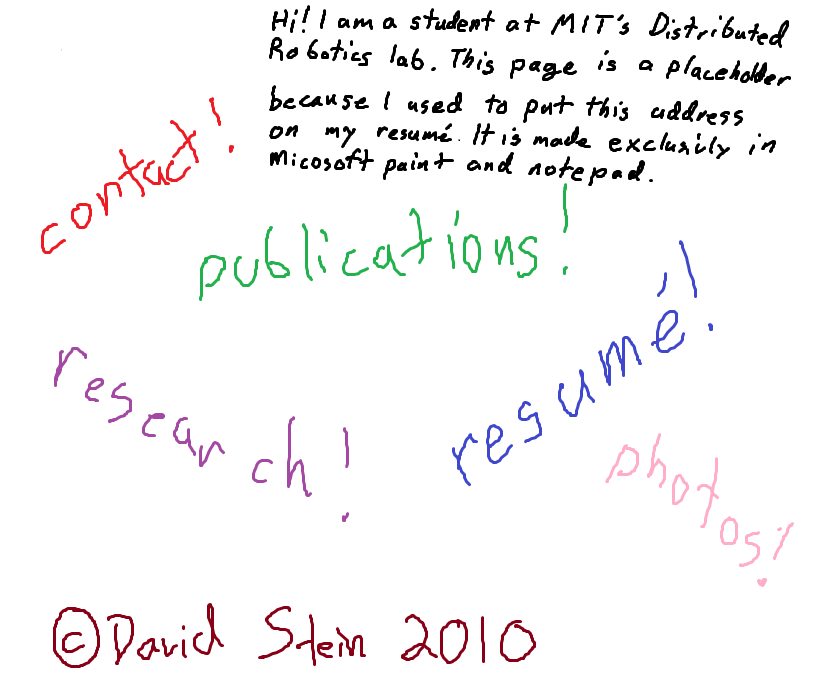 Hi! I am a student at MIT's Distributed
Robotics lab. This page is a placeholder
because I used to put this address
on my resumé. It is made exclusily in
Micosoft paint and notepad.
contact!
publications!
resumé!
research!
photos!
©David Stein 2010